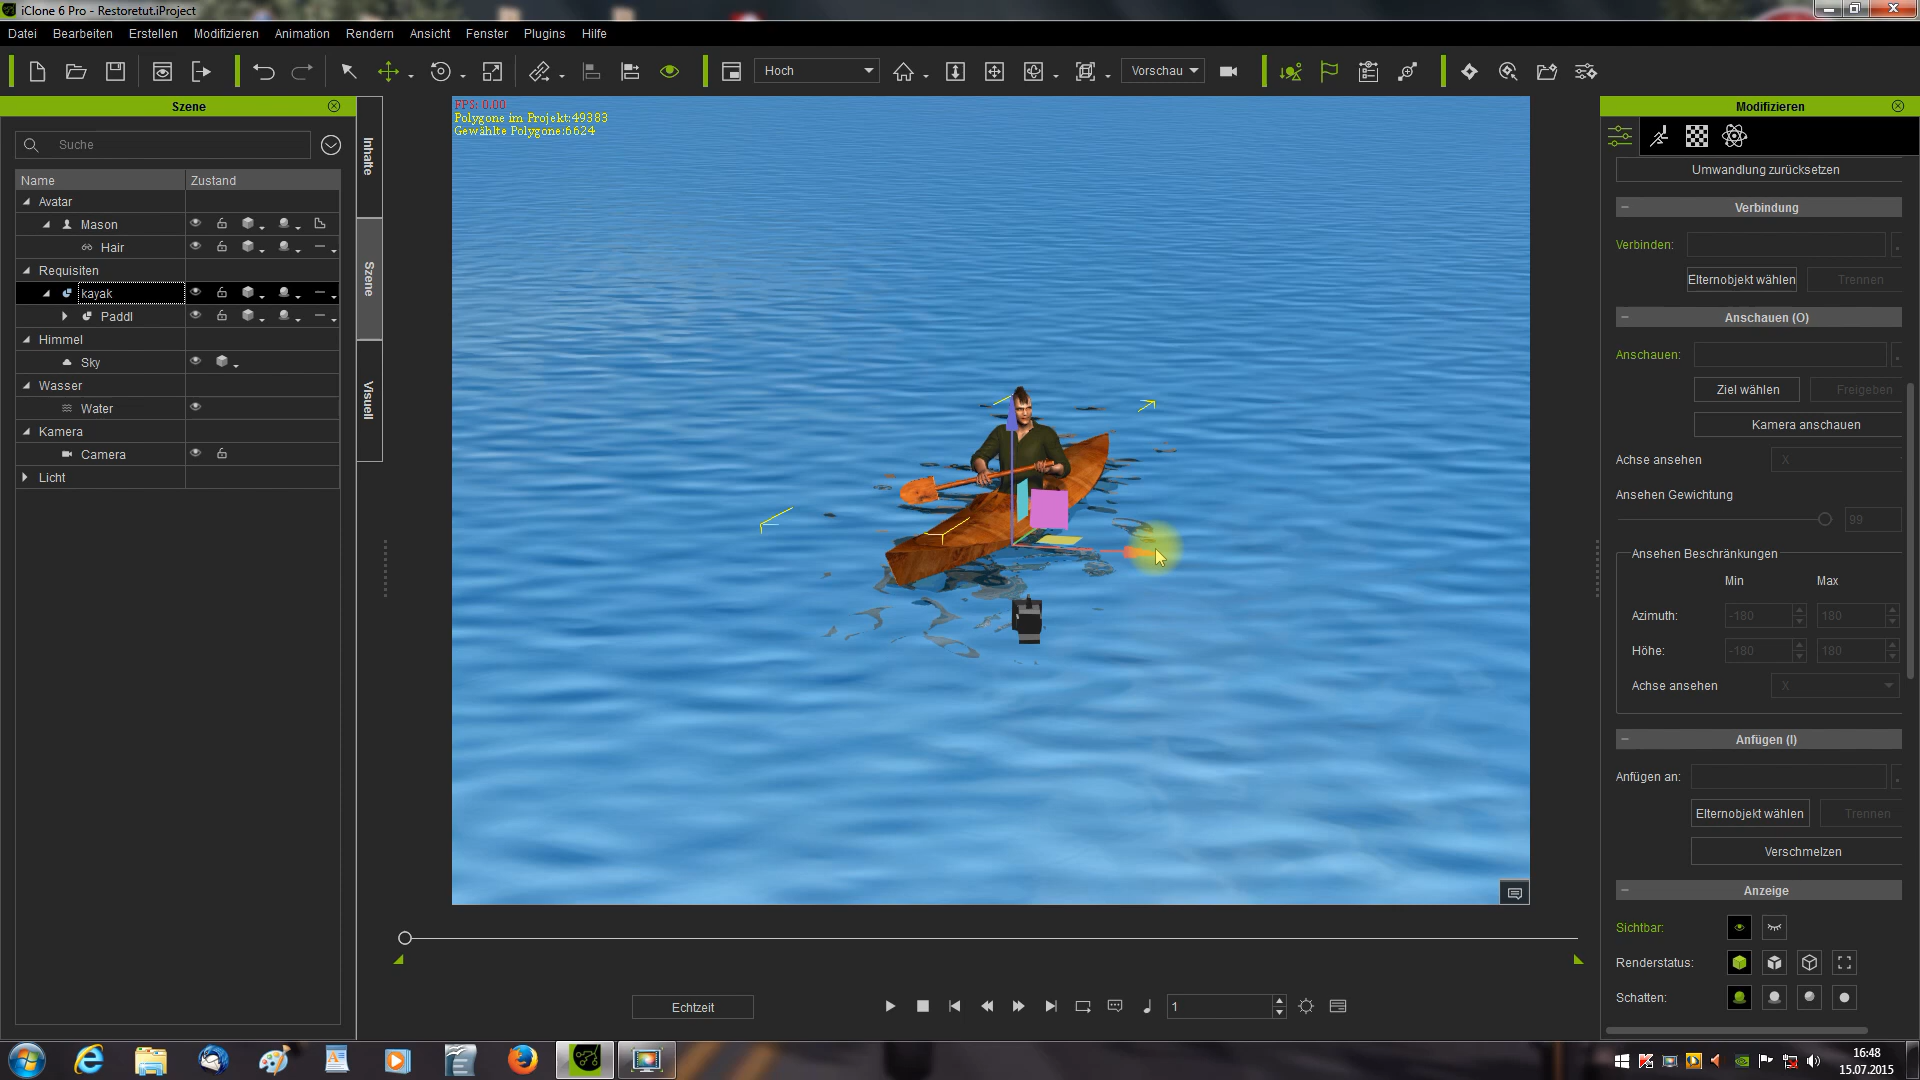 iClone 6 Pro - Restoretut.iProject
Datei Bearbeiten Erstellen Modifizieren Animation Rendern Ansicht Fenster Plugins Hilfe
Hoch Vorschau
Szene
Suche
Name Zustand
Avatar
Mason
Hair
Requisiten
kayak
Paddl
Himmel
Sky
Wasser
Water
Kamera
Camera
Licht
Inhalte
Szene
Visuell
FPS: 0.00
Polygone im Projekt:49383
Gewählte Polygone:6624
Echtzeit
1
Modifizieren
Umwandlung zurücksetzen
Verbindung
Verbinden:
Elternobjekt wählen Trennen
Anschauen (O)
Anschauen:
Ziel wählen Freigeben
Kamera anschauen
Achse ansehen X
Ansehen Gewichtung
99
Ansehen Beschränkungen
Min Max
Azimuth: -180 180
Höhe: -180 180
Achse ansehen X
Anfügen (I)
Anfügen an:
Elternobjekt wählen Trennen
Verschmelzen
Anzeige
Sichtbar:
Renderstatus:
Schatten:
16:48
15.07.2015